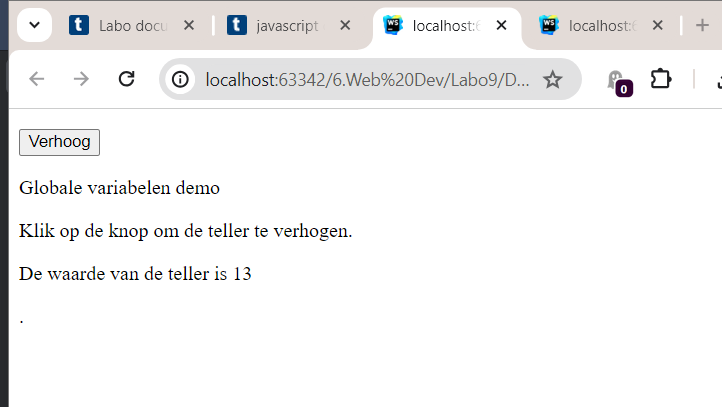 Labo docu
javascript
localhost:6
localhost:6
localhost:63342/6.Web%20Dev/Labo9/D...
0
Verhoog
Globale variabelen demo
Klik op de knop om de teller te verhogen.
De waarde van de teller is 13
.